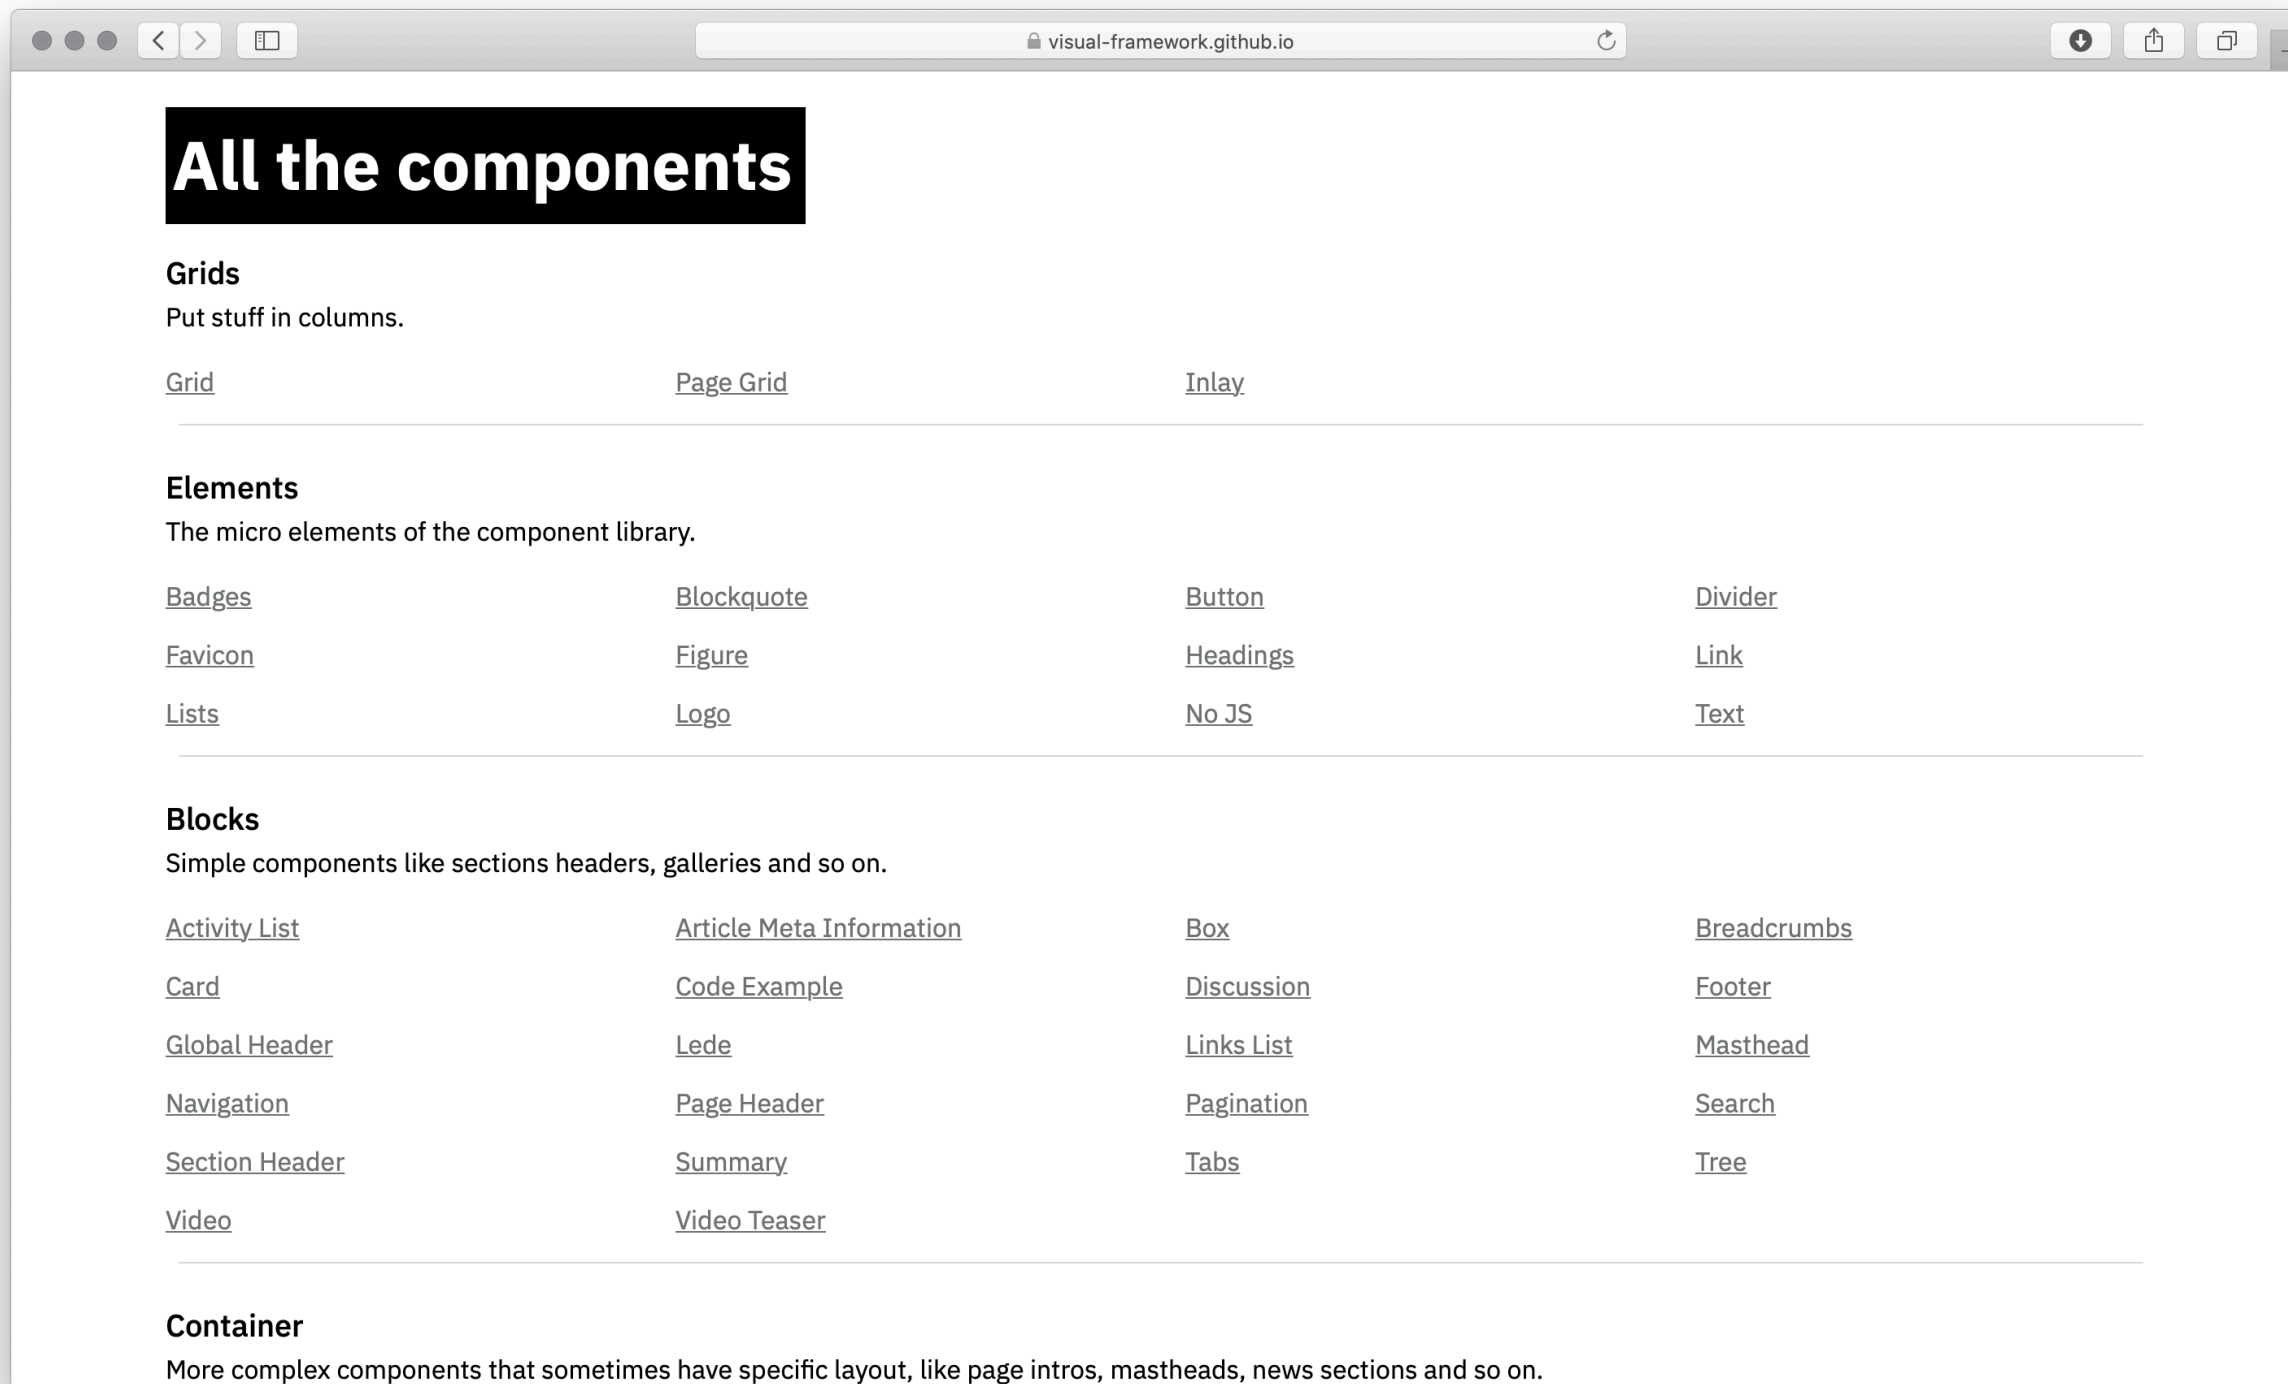 visual-framework.github.io
All the components
Grids
Put stuff in columns.
Grid Page Grid Inlay
Elements
The micro elements of the component library.
Badges Blockquote Button Divider
Favicon Figure Headings Link
Lists Logo No JS Text
Blocks
Simple components like sections headers, galleries and so on.
Activity List Article Meta Information Box Breadcrumbs
Card Code Example Discussion Footer
Global Header Lede Links List Masthead
Navigation Page Header Pagination Search
Section Header Summary Tabs Tree
Video Video Teaser
Container
More complex components that sometimes have specific layout, like page intros, mastheads, news sections and so on.